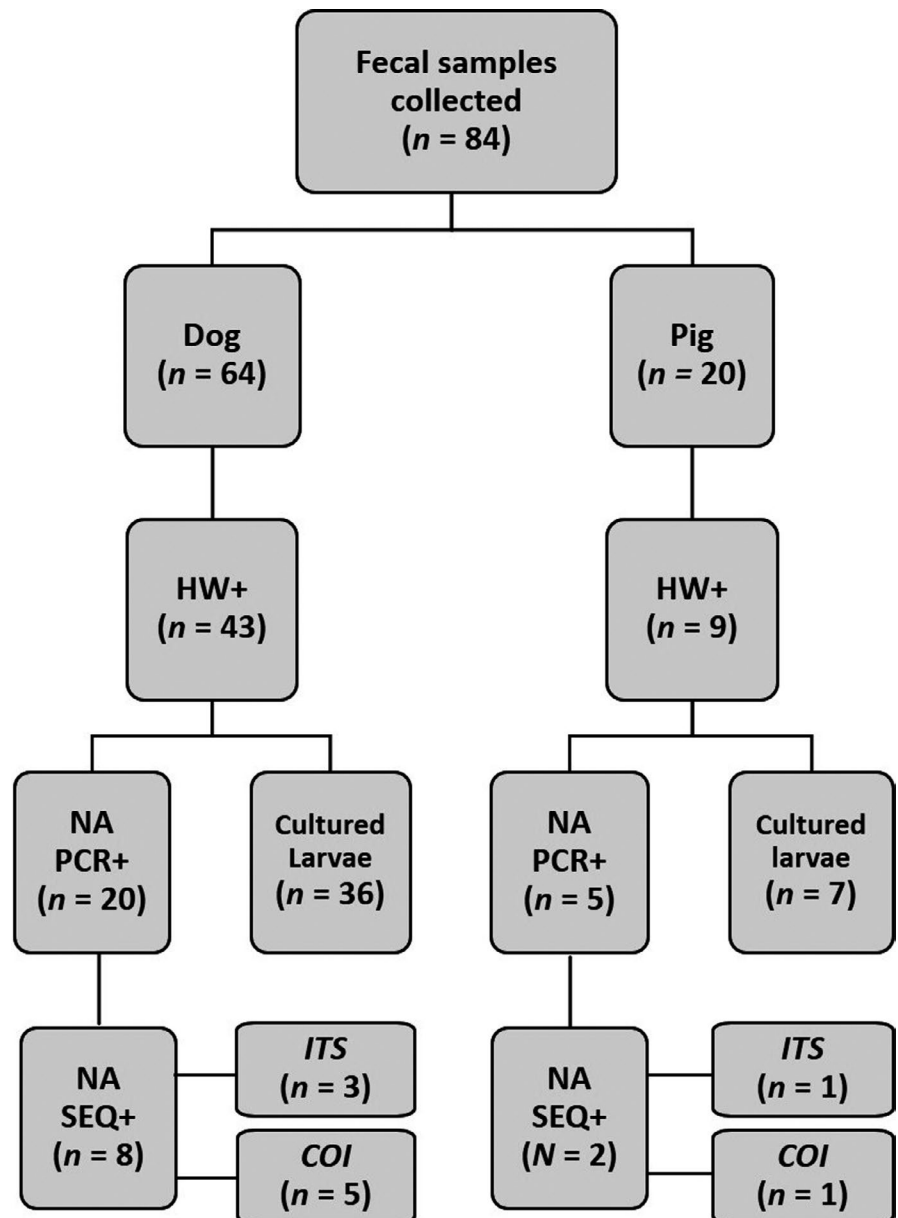 Fecal samples
collected
(n = 84)
Dog
(n = 64)
Pig
(n = 20)
HW+
(n = 43)
HW+
(n = 9)
NA
PCR+
(n = 20)
Cultured
Larvae
(n = 36)
NA
PCR+
(n = 5)
Cultured
larvae
(n = 7)
NA
SEQ+
(n = 8)
ITS
(n = 3)
COI
(n = 5)
NA
SEQ+
(N = 2)
ITS
(n = 1)
COI
(n = 1)